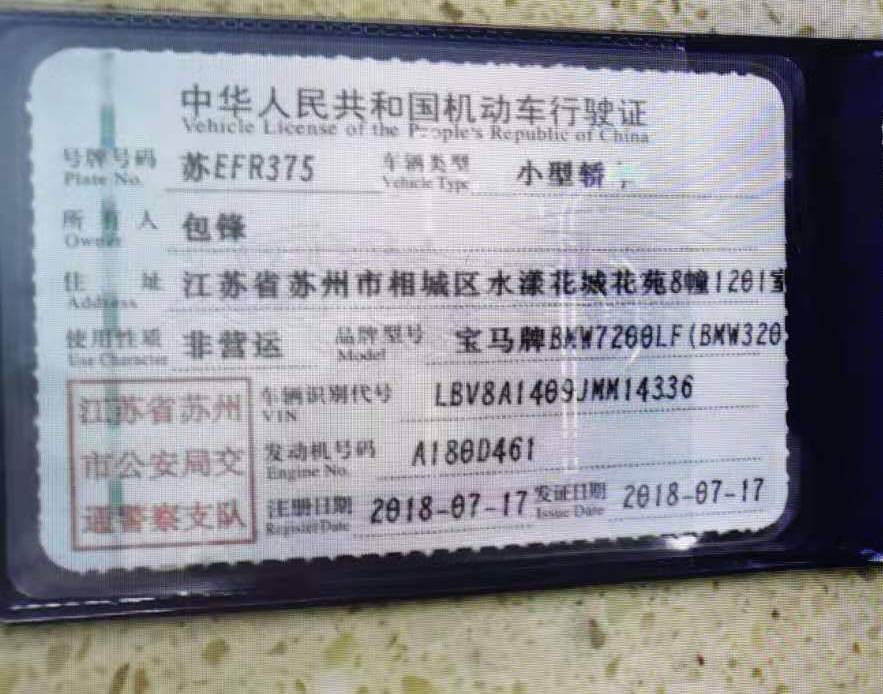 中华人民共和国机动车行驶证
Vehicle License of the People's Republic of China
号牌号码 苏EFR375 车辆类型 小型轿
Plate No. Vehicle Type
所有人 包锋
Owner
住址 江苏省苏州市相城区水漾花城花苑8幢1201室
Address
使用性质 非营运 品牌型号 宝马牌BMW7200LF(BMW320
Use Character Model
江苏省苏州
市公安局交
通警察支队
车辆识别代号 LBV8A1409JMM14336
VIN
发动机号码 A180D461
Engine No.
注册日期 2018-07-17 发证日期 2018-07-17
Register Date Issue Date